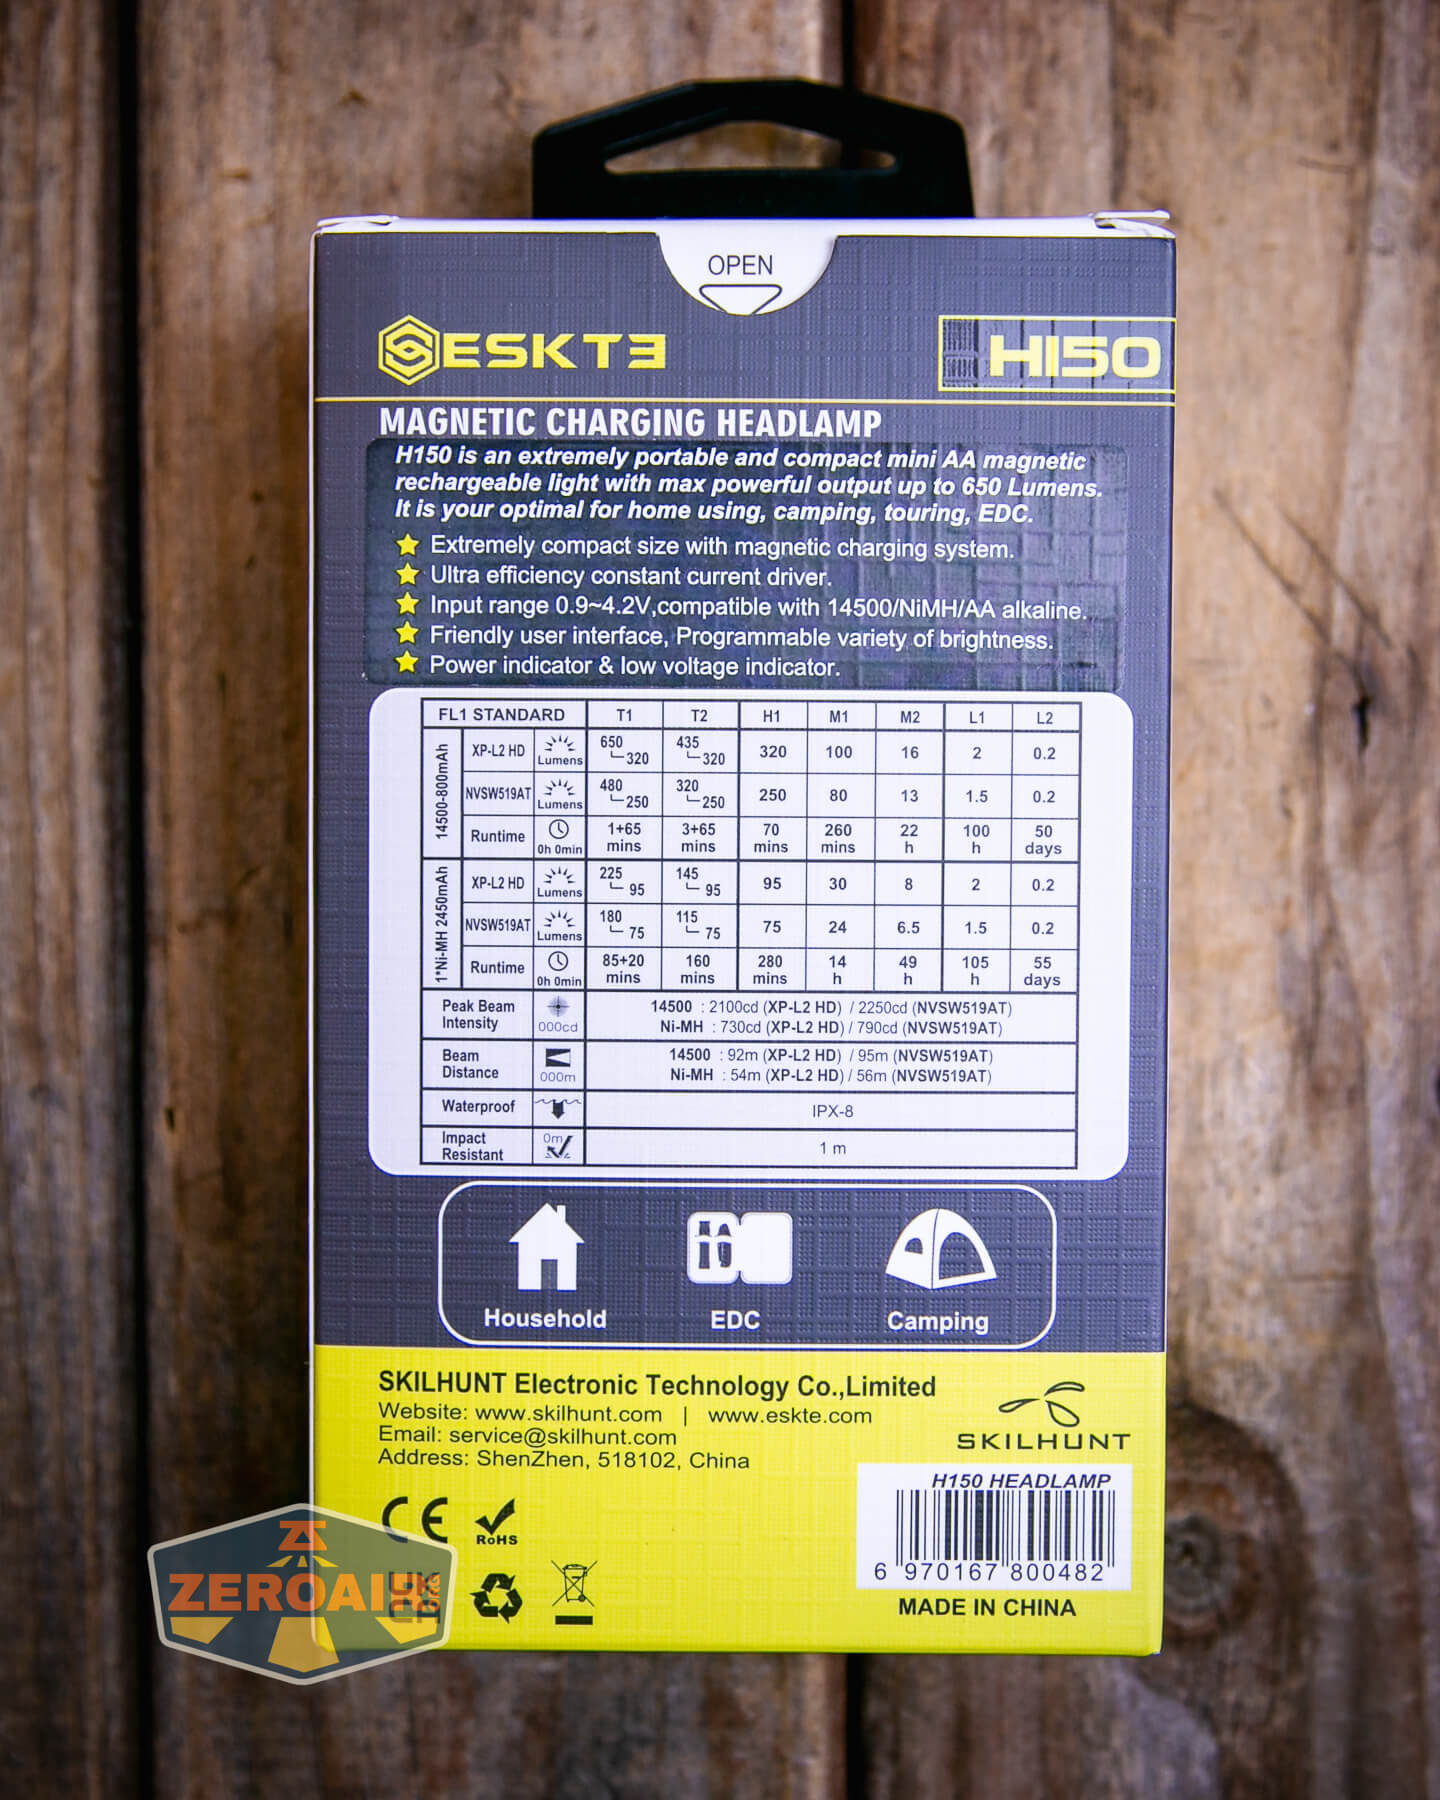 OPEN
ESKTE
H150
MAGNETIC CHARGING HEADLAMP
H150 is an extremely portable and compact mini AA magnetic
rechargeable light with max powerful output up to 650 Lumens.
It is your optimal for home using, camping, touring, EDC.
Extremely compact size with magnetic charging system.
Ultra efficiency constant current driver.
Input range 0.9~4.2V,compatible with 14500/NiMH/AA alkaline.
Friendly user interface, Programmable variety of brightness.
Power indicator & low voltage indicator.
FL1 STANDARD T1 T2 H1 M1 M2 L1 L2
14500-800mAh
XP-L2 HD Lumens 650 320 435 320 320 100 16 2 0.2
NVSW519AT Lumens 480 250 320 250 250 80 13 1.5 0.2
Runtime 0h 0min 1+65 mins 3+65 mins 70 mins 260 mins 22 h 100 h 50 days
1*Ni-MH 2450mAh
XP-L2 HD Lumens 225 95 145 95 95 30 8 2 0.2
NVSW519AT Lumens 180 75 115 75 75 24 6.5 1.5 0.2
Runtime 0h 0min 85+20 mins 160 mins 280 mins 14 h 49 h 105 h 55 days
Peak Beam Intensity 000cd
14500 : 2100cd (XP-L2 HD) / 2250cd (NVSW519AT)
Ni-MH : 730cd (XP-L2 HD) / 790cd (NVSW519AT)
Beam Distance 000m
14500 : 92m (XP-L2 HD) / 95m (NVSW519AT)
Ni-MH : 54m (XP-L2 HD) / 56m (NVSW519AT)
Waterproof IPX-8
Impact Resistant 0m 1 m
Household EDC Camping
SKILHUNT Electronic Technology Co.,Limited
Website: www.skilhunt.com | www.eskte.com
Email: service@skilhunt.com
Address: ShenZhen, 518102, China
SKILHUNT
H150 HEADLAMP
6 970167 800482
MADE IN CHINA
CE
RoHS
UK
CA
ZEROAIR